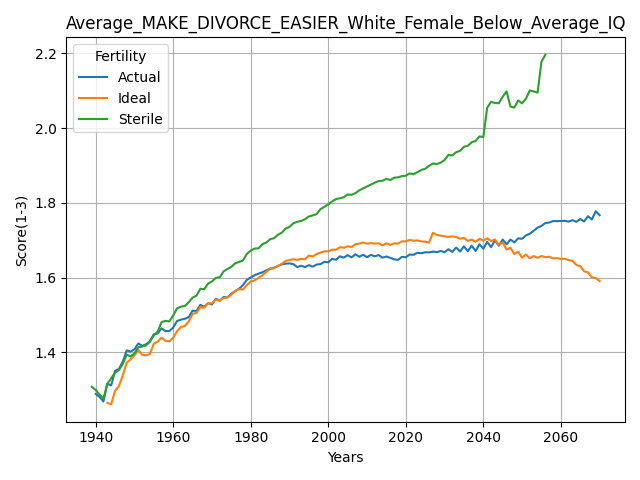 Average_MAKE_DIVORCE_EASIER_White_Female_Below_Average_IQ
Fertility
Actual
Ideal
Sterile
Score(1-3)
2.2
2.0
1.8
1.6
1.4
1940 1960 1980 2000 2020 2040 2060
Years